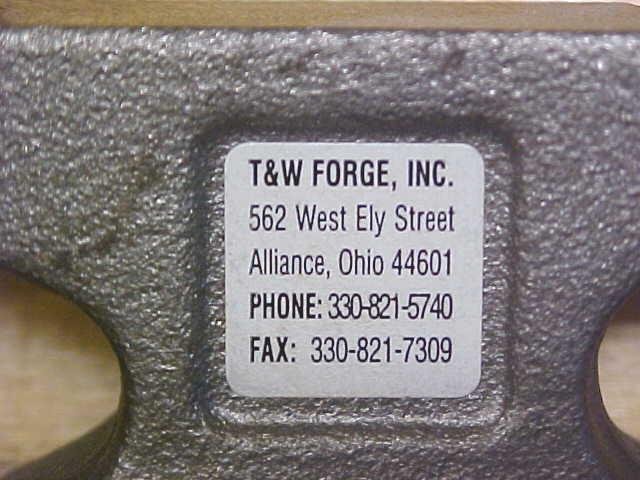 T&W FORGE, INC.
562 West Ely Street
Alliance, Ohio 44601
PHONE: 330-821-5740
FAX: 330-821-7309